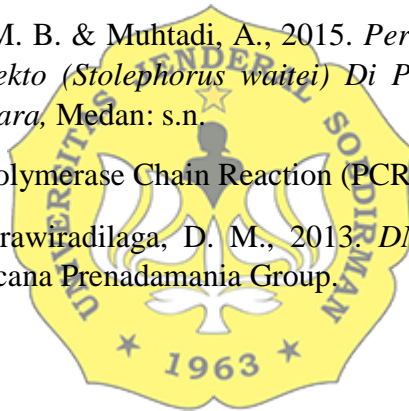 M. B. & Muhtadi, A., 2015. Per
ekto (Stolephorus waitei) Di P
ara, Medan: s.n.
olymerase Chain Reaction (PCR
rawiradilaga, D. M., 2013. DN
cana Prenadamania Group.
UNIVERSITAS JENDERAL SOEDIRMAN
1963